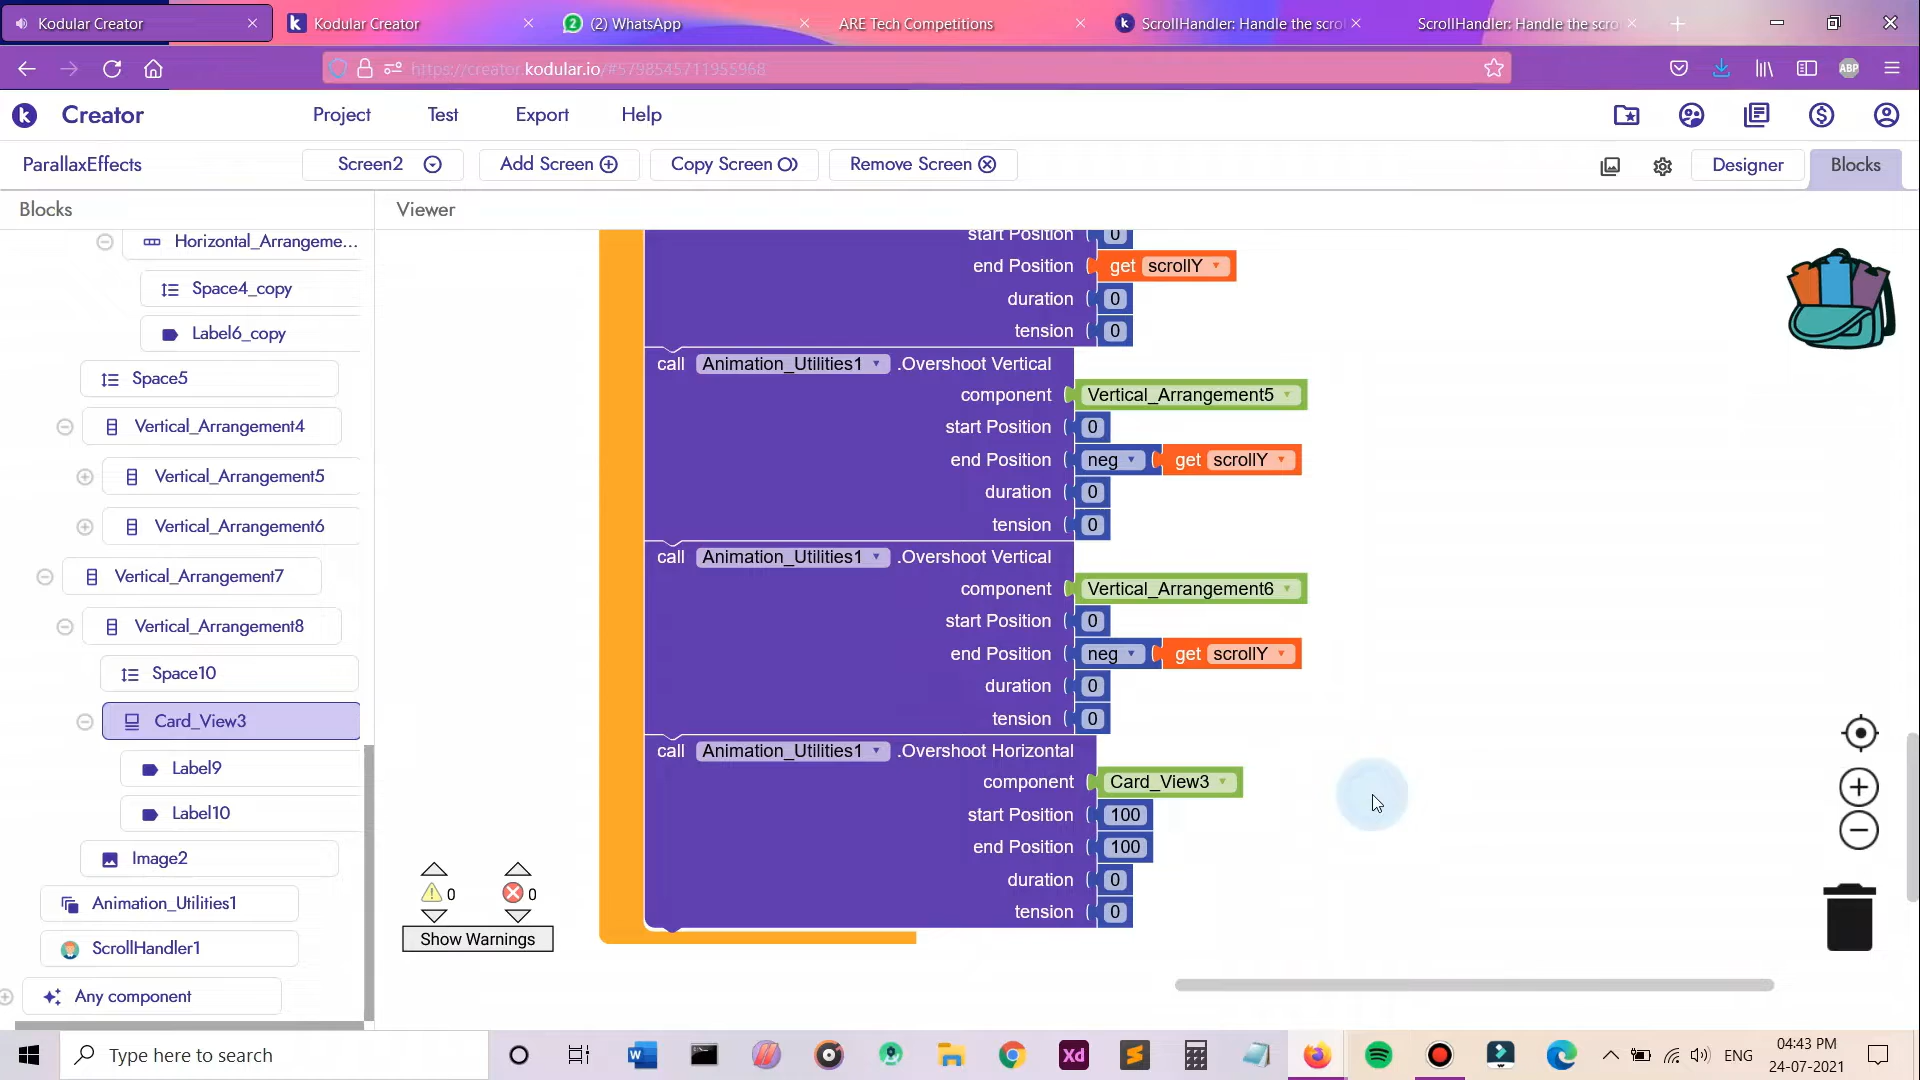 Kodular Creator
Kodular Creator
(2) WhatsApp
ARE Tech Competitions
ScrollHandler: Handle the scrol
ScrollHandler: Handle the scro
https://creator.kodular.io/#5798545711955968
ABP
Creator
Project
Test
Export
Help
ParallaxEffects
Screen2
Add Screen
Copy Screen
Remove Screen
Designer
Blocks
Blocks
Viewer
Horizontal_Arrangeme...
Space4_copy
Label6_copy
Space5
Vertical_Arrangement4
Vertical_Arrangement5
Vertical_Arrangement6
Vertical_Arrangement7
Vertical_Arrangement8
Space10
Card_View3
Label9
Label10
Image2
Animation_Utilities1
ScrollHandler1
Any component
start Position 0
end Position get scrollY
duration 0
tension 0
call Animation_Utilities1 .Overshoot Vertical
component Vertical_Arrangement5
start Position 0
end Position neg get scrollY
duration 0
tension 0
call Animation_Utilities1 .Overshoot Vertical
component Vertical_Arrangement6
start Position 0
end Position neg get scrollY
duration 0
tension 0
call Animation_Utilities1 .Overshoot Horizontal
component Card_View3
start Position 100
end Position 100
duration 0
tension 0
0 0
Show Warnings
Type here to search
Xd
ENG
04:43 PM
24-07-2021